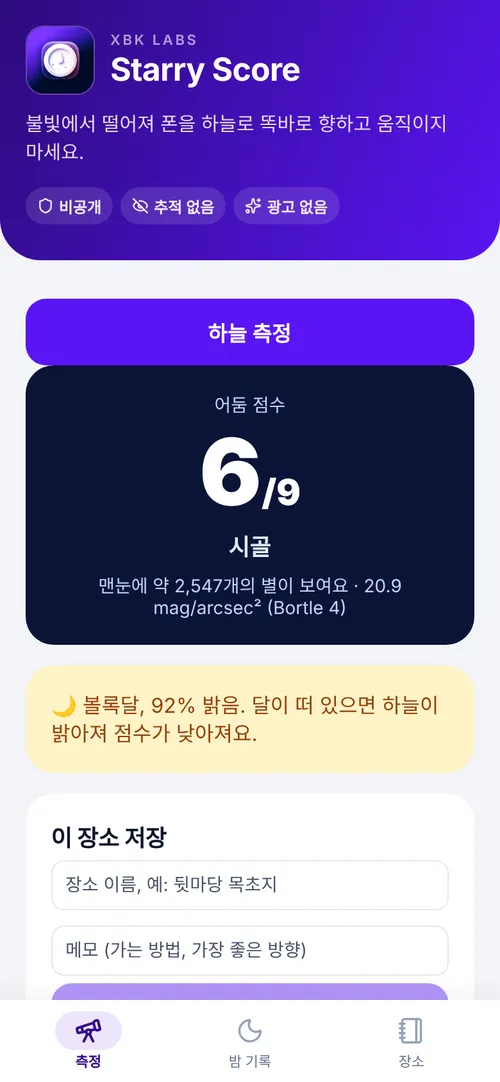 XBK LABS
Starry Score
불빛에서 떨어져 폰을 하늘로 똑바로 향하고 움직이지
마세요.
비공개
추적 없음
광고 없음
하늘 측정
어둠 점수
6/9
시골
맨눈에 약 2,547개의 별이 보여요 · 20.9
mag/arcsec² (Bortle 4)
🌙 볼록달, 92% 밝음. 달이 떠 있으면 하늘이
밝아져 점수가 낮아져요.
이 장소 저장
장소 이름, 예: 뒷마당 목초지
메모 (가는 방법, 가장 좋은 방향)
측정
밤 기록
장소